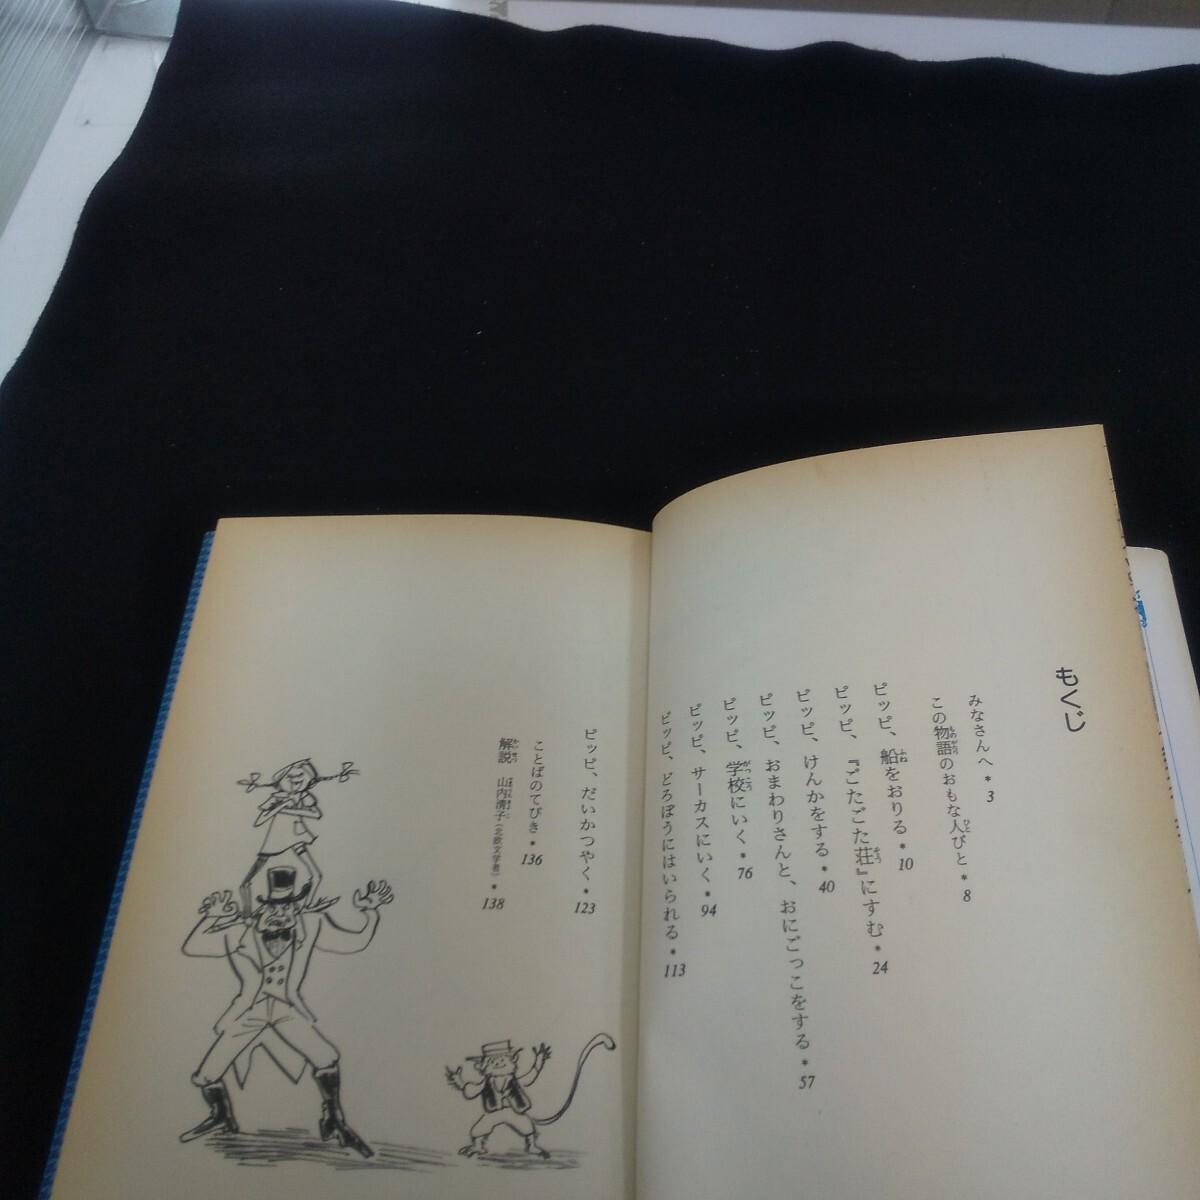 もくじ
みなさんへ＊3
この物語のおもな人びと＊8
ピッピ、船をおりる＊10
ピッピ、『ごたごた荘』にすむ＊24
ピッピ、けんかをする＊40
ピッピ、おまわりさんと、おにごっこをする＊57
ピッピ、学校にいく＊76
ピッピ、サーカスにいく＊94
ピッピ、どろぼうにはいられる＊113
ピッピ、だいかつやく＊123
ことばのてびき＊136
解説 山内清子（北欧文学者）＊138